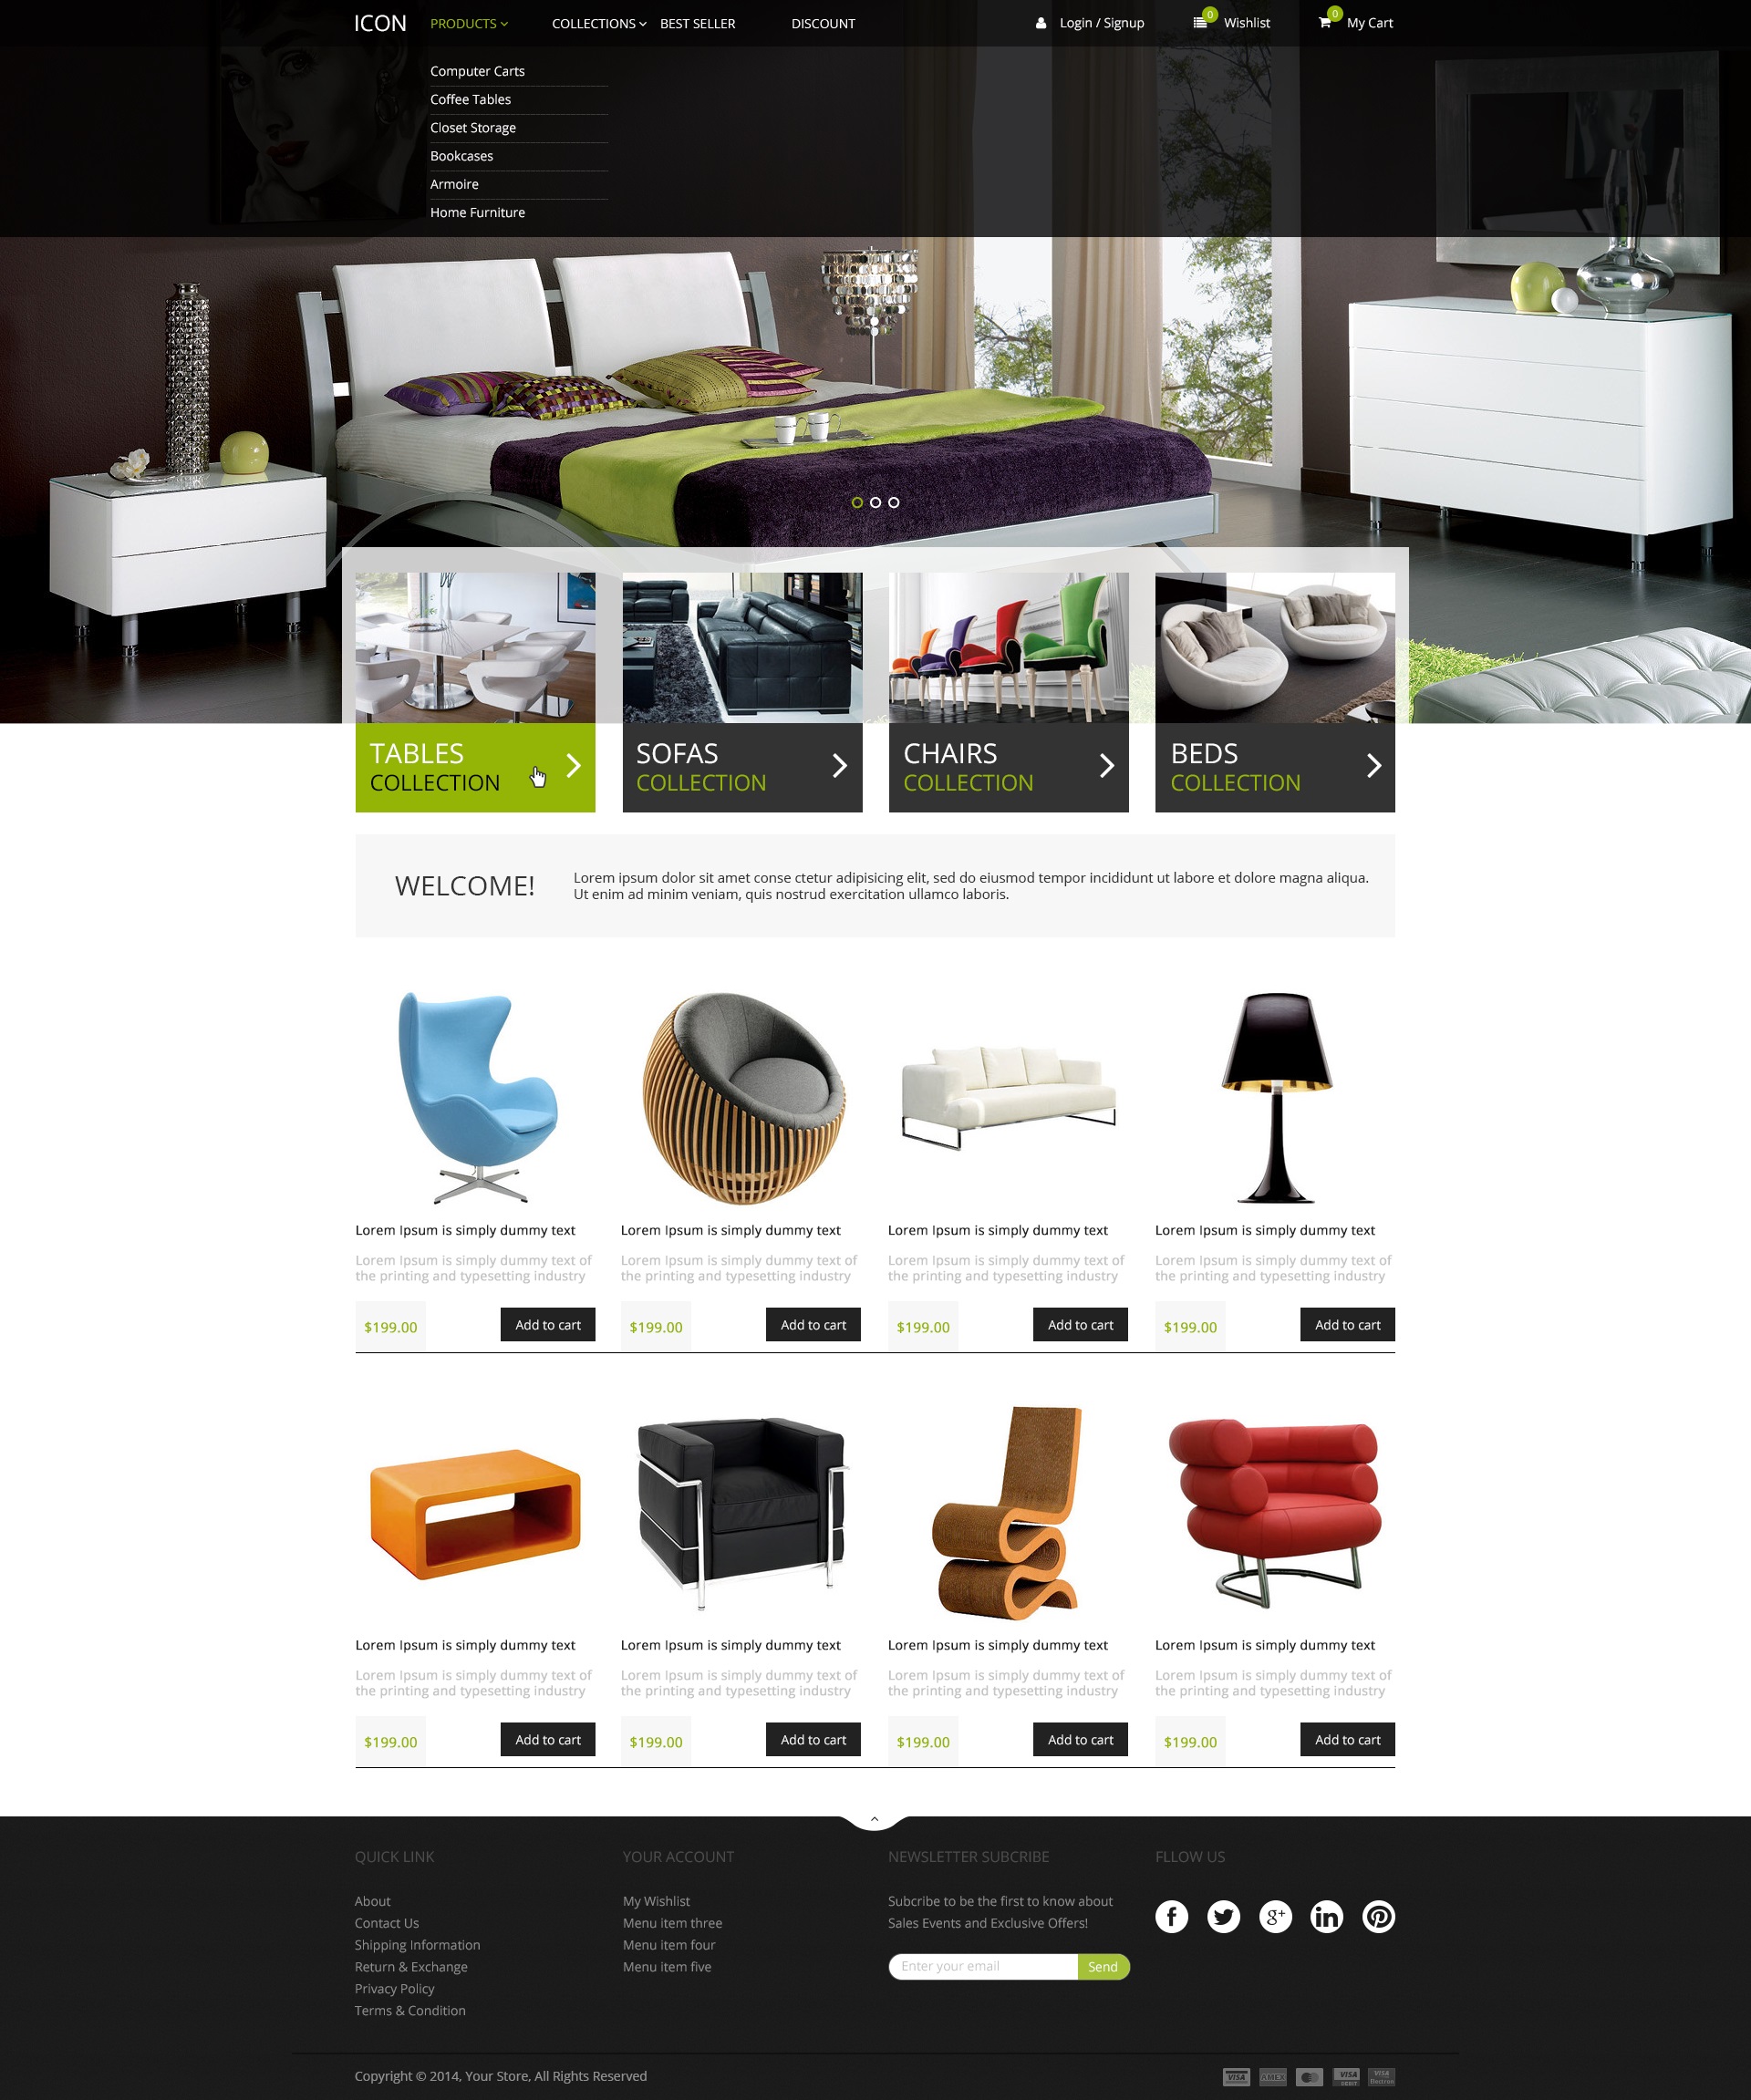 ICON PRODUCTS COLLECTIONS BEST SELLER DISCOUNT Login / Signup 0 Wishlist 0 My Cart
Computer Carts
Coffee Tables
Closet Storage
Bookcases
Armoire
Home Furniture
TABLES
COLLECTION
SOFAS
COLLECTION
CHAIRS
COLLECTION
BEDS
COLLECTION
WELCOME!
Lorem ipsum dolor sit amet conse ctetur adipisicing elit, sed do eiusmod tempor incididunt ut labore et dolore magna aliqua.
Ut enim ad minim veniam, quis nostrud exercitation ullamco laboris.
Lorem Ipsum is simply dummy text
Lorem Ipsum is simply dummy text of
the printing and typesetting industry
$199.00 Add to cart
Lorem Ipsum is simply dummy text
Lorem Ipsum is simply dummy text of
the printing and typesetting industry
$199.00 Add to cart
Lorem Ipsum is simply dummy text
Lorem Ipsum is simply dummy text of
the printing and typesetting industry
$199.00 Add to cart
Lorem Ipsum is simply dummy text
Lorem Ipsum is simply dummy text of
the printing and typesetting industry
$199.00 Add to cart
Lorem Ipsum is simply dummy text
Lorem Ipsum is simply dummy text of
the printing and typesetting industry
$199.00 Add to cart
Lorem Ipsum is simply dummy text
Lorem Ipsum is simply dummy text of
the printing and typesetting industry
$199.00 Add to cart
Lorem Ipsum is simply dummy text
Lorem Ipsum is simply dummy text of
the printing and typesetting industry
$199.00 Add to cart
Lorem Ipsum is simply dummy text
Lorem Ipsum is simply dummy text of
the printing and typesetting industry
$199.00 Add to cart
QUICK LINK
About
Contact Us
Shipping Information
Return & Exchange
Privacy Policy
Terms & Condition
YOUR ACCOUNT
My Wishlist
Menu item three
Menu item four
Menu item five
NEWSLETTER SUBCRIBE
Subcribe to be the first to know about
Sales Events and Exclusive Offers!
Enter your email Send
FLLOW US
f g+ in
Copyright © 2014, Your Store, All Rights Reserved
VISA AMEX VISA DEBIT VISA Electron